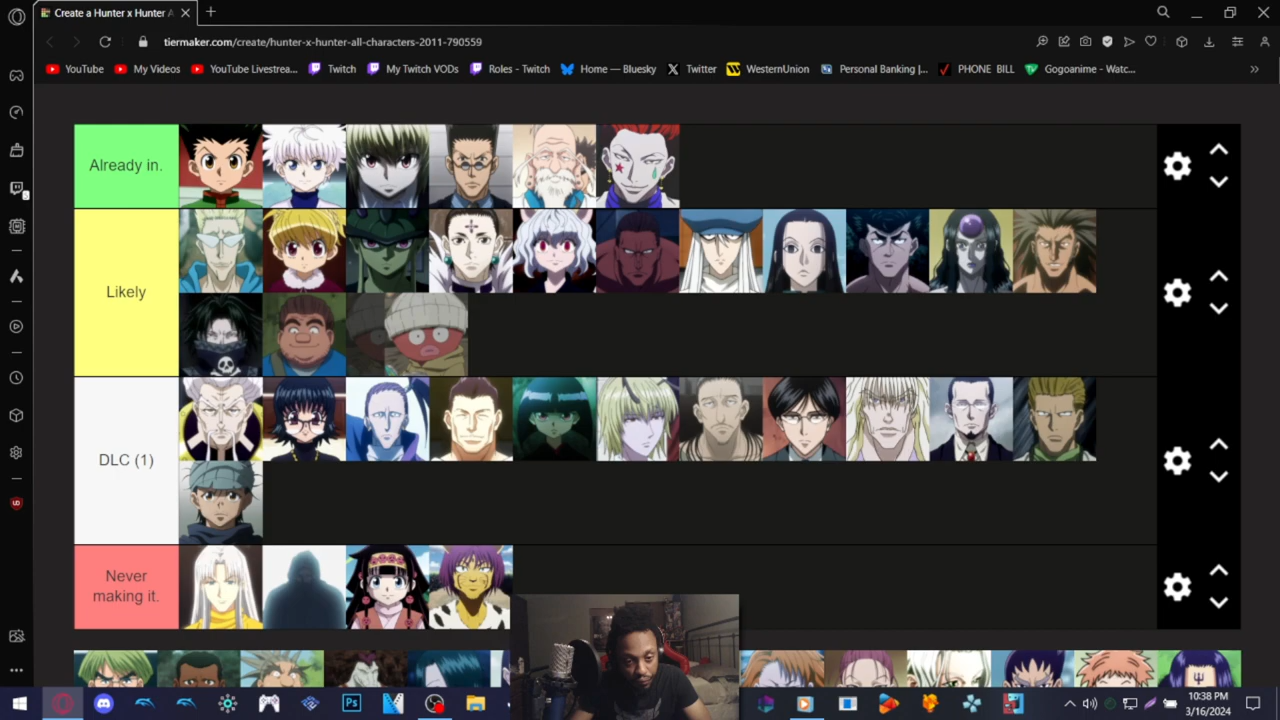 Create a Hunter x Hunter A
tiermaker.com/create/hunter-x-hunter-all-characters-2011-790559
YouTube
My Videos
YouTube Livestrea...
Twitch
My Twitch VODs
Roles - Twitch
Home — Bluesky
Twitter
WesternUnion
Personal Banking |...
PHONE BILL
Gogoanime - Watc...
Already in.
Likely
DLC (1)
Never
making it.
Ps
10:38 PM
3/16/2024